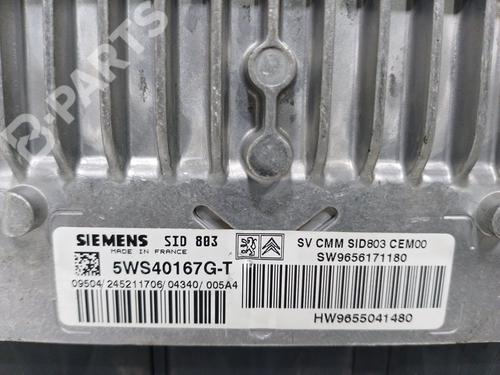 B-PARTS
SIEMENS SID 803
MADE IN FRANCE
5WS40167G-T
09504/ 245211706/ 04340/ 005A4
SV CMM SID803 CEM00
SW9656171180
HW9655041480